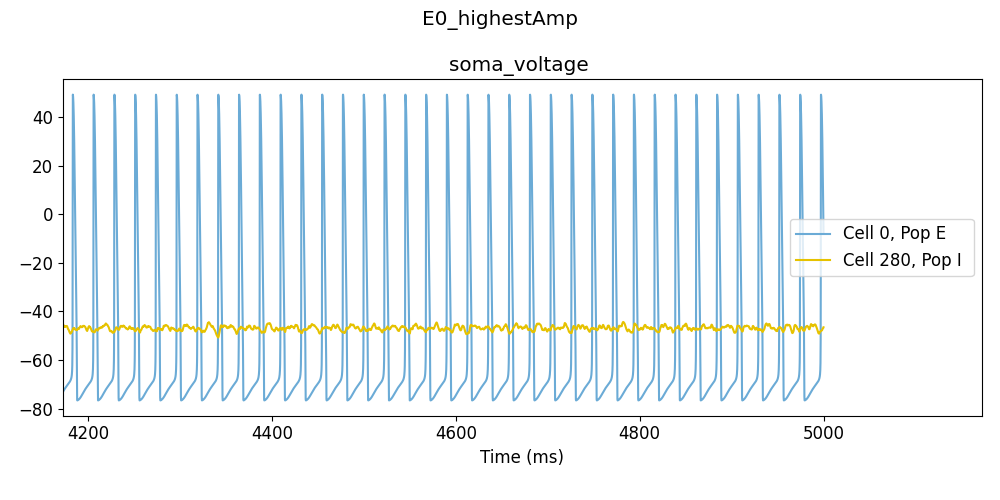 E0_highestAmp
soma_voltage
40
20
0
−20
−40
−60
−80
Cell 0, Pop E
Cell 280, Pop I
4200 4400 4600 4800 5000
Time (ms)